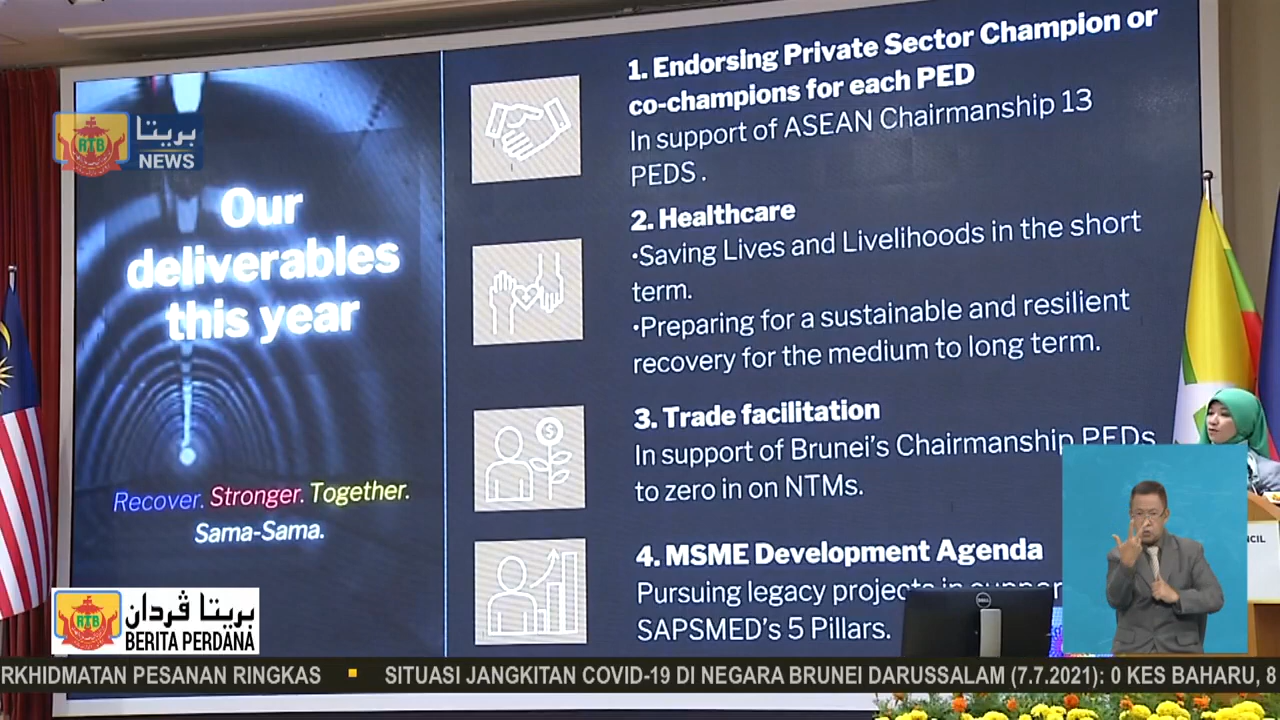 بريتا
NEWS
RTB
Our
deliverables
this year
Recover. Stronger. Together.
Sama-Sama.
1. Endorsing Private Sector Champion or
co-champions for each PED
In support of ASEAN Chairmanship 13
PEDS .
2. Healthcare
•Saving Lives and Livelihoods in the short
term.
•Preparing for a sustainable and resilient
recovery for the medium to long term.
3. Trade facilitation
In support of Brunei's Chairmanship PEDs
to zero in on NTMs.
4. MSME Development Agenda
Pursuing legacy projects in
SAPSMED's 5 Pillars.
DELL
RTB
بريتا ڤردان
BERITA PERDANA
RKHIDMATAN PESANAN RINGKAS
SITUASI JANGKITAN COVID-19 DI NEGARA BRUNEI DARUSSALAM (7.7.2021): 0 KES BAHARU, 8